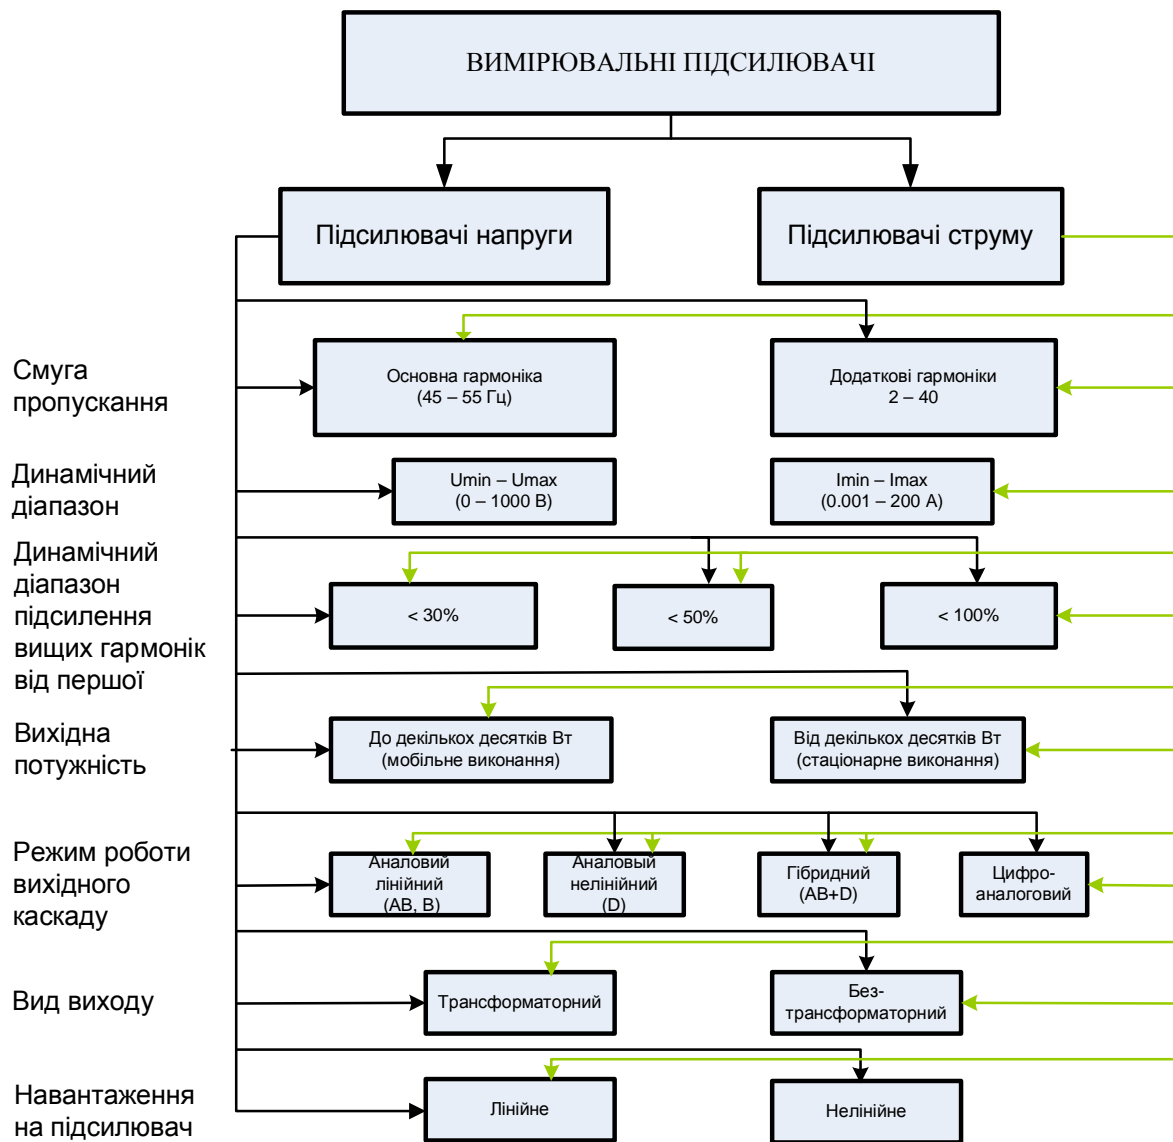 ВИМІРЮВАЛЬНІ ПІДСИЛЮВАЧІ
Підсилювачі напруги
Підсилювачі струму
Смуга
пропускання
Основна гармоніка
(45 – 55 Гц)
Додаткові гармоніки
2 – 40
Динамічний
діапазон
Umin – Umax
(0 – 1000 В)
Imin – Imax
(0.001 – 200 А)
Динамічний
діапазон
підсилення
вищих гармонік
від першої
< 30%
< 50%
< 100%
Вихідна
потужність
До декількох десятків Вт
(мобільне виконання)
Від декількох десятків Вт
(стаціонарне виконання)
Режим роботи
вихідного
каскаду
Аналовий
лінійний
(АВ, В)
Аналовый
нелінійний
(D)
Гібридний
(АВ+D)
Цифро-
аналоговий
Вид виходу
Трансформаторний
Без-
трансформаторний
Навантаження
на підсилювач
Лінійне
Нелінійне